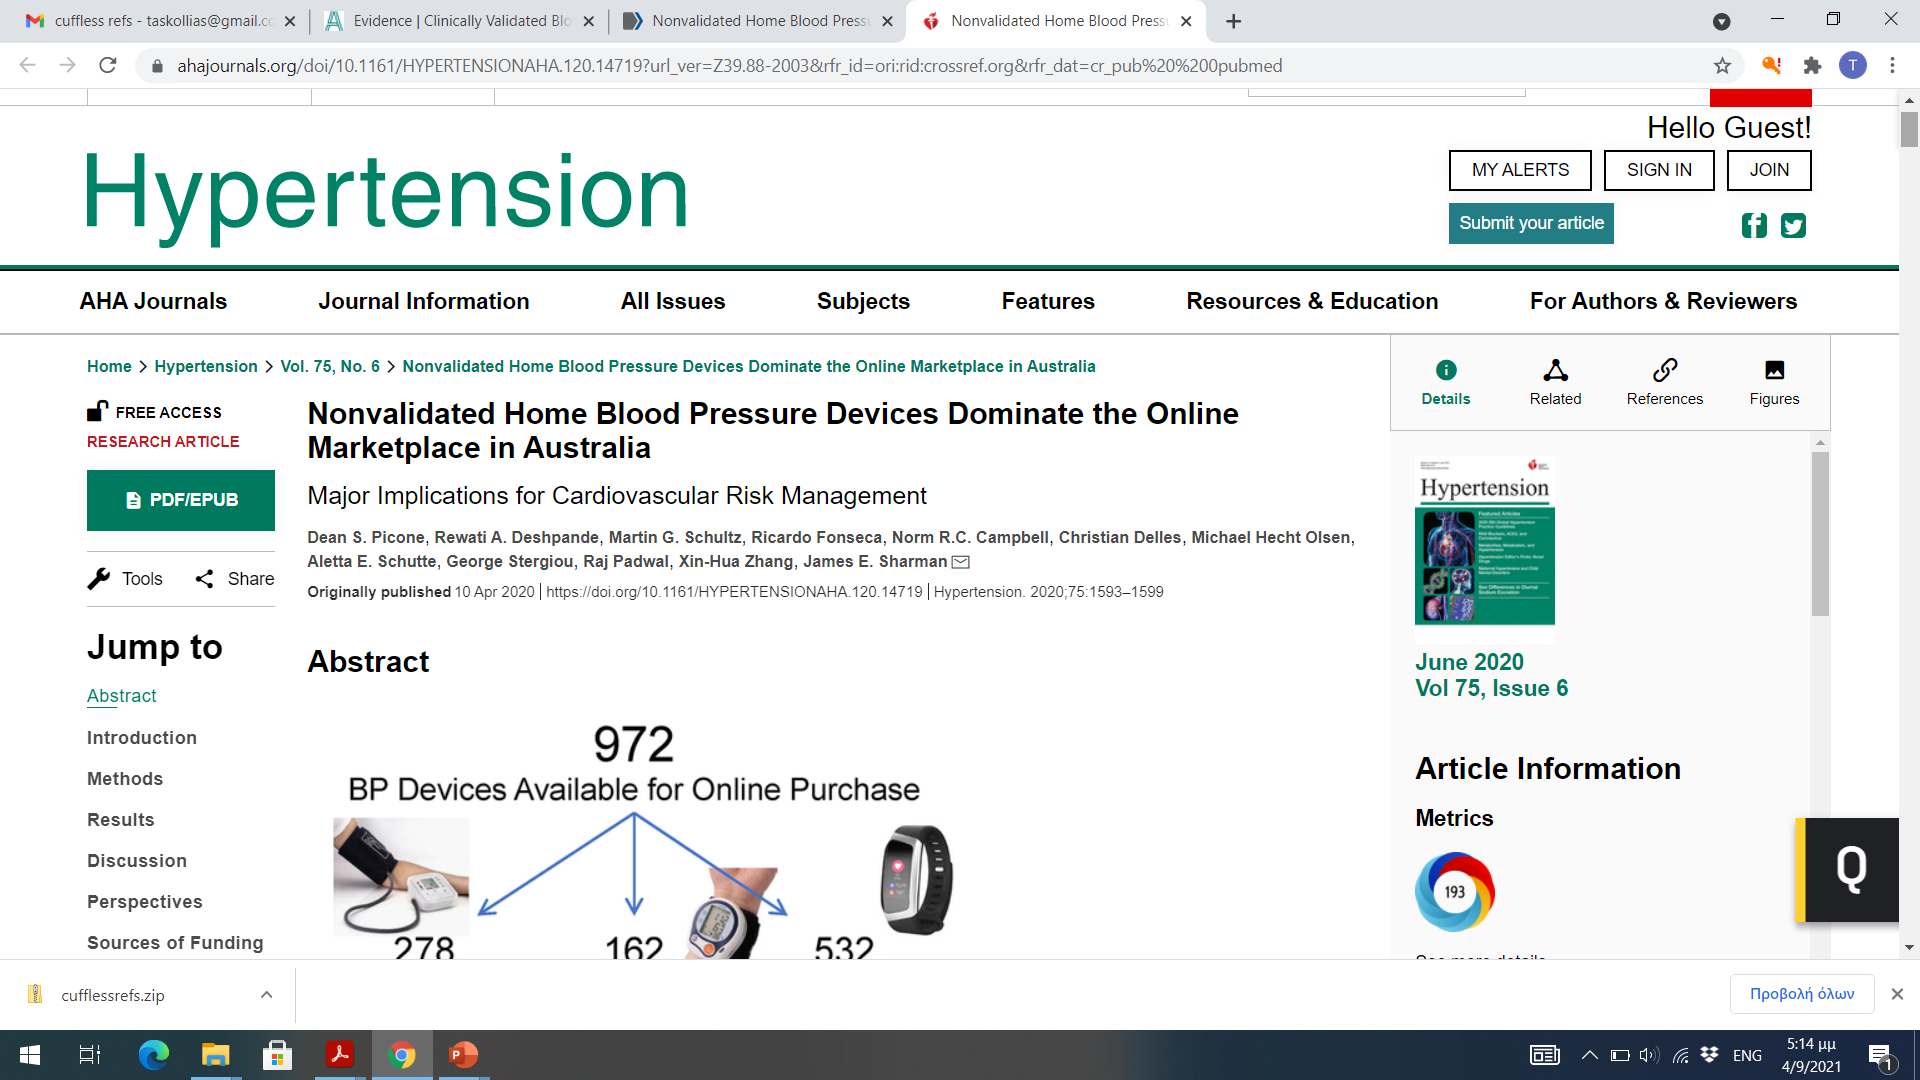 cuffless refs - taskollias@gmail.co
Evidence | Clinically Validated Blo
Nonvalidated Home Blood Pressu
Nonvalidated Home Blood Pressu
ahajournals.org/doi/10.1161/HYPERTENSIONAHA.120.14719?url_ver=Z39.88-2003&rfr_id=ori:rid:crossref.org&rfr_dat=cr_pub%20%200pubmed
T
Hello Guest!
Hypertension
MY ALERTS
SIGN IN
JOIN
Submit your article
AHA Journals
Journal Information
All Issues
Subjects
Features
Resources & Education
For Authors & Reviewers
Home > Hypertension > Vol. 75, No. 6 > Nonvalidated Home Blood Pressure Devices Dominate the Online Marketplace in Australia
Details
Related
References
Figures
FREE ACCESS
RESEARCH ARTICLE
PDF/EPUB
Tools
Share
Nonvalidated Home Blood Pressure Devices Dominate the Online
Marketplace in Australia
Major Implications for Cardiovascular Risk Management
Dean S. Picone, Rewati A. Deshpande, Martin G. Schultz, Ricardo Fonseca, Norm R.C. Campbell, Christian Delles, Michael Hecht Olsen,
Aletta E. Schutte, George Stergiou, Raj Padwal, Xin-Hua Zhang, James E. Sharman
Originally published 10 Apr 2020 | https://doi.org/10.1161/HYPERTENSIONAHA.120.14719 | Hypertension. 2020;75:1593–1599
Jump to
Abstract
Introduction
Methods
Results
Discussion
Perspectives
Sources of Funding
Abstract
972
BP Devices Available for Online Purchase
278
162
532
Hypertension
Featured Articles
June 2020
Vol 75, Issue 6
Article Information
Metrics
193
See more details
Q
cufflessrefs.zip
Προβολή όλων
ENG
5:14 μμ
4/9/2021
1